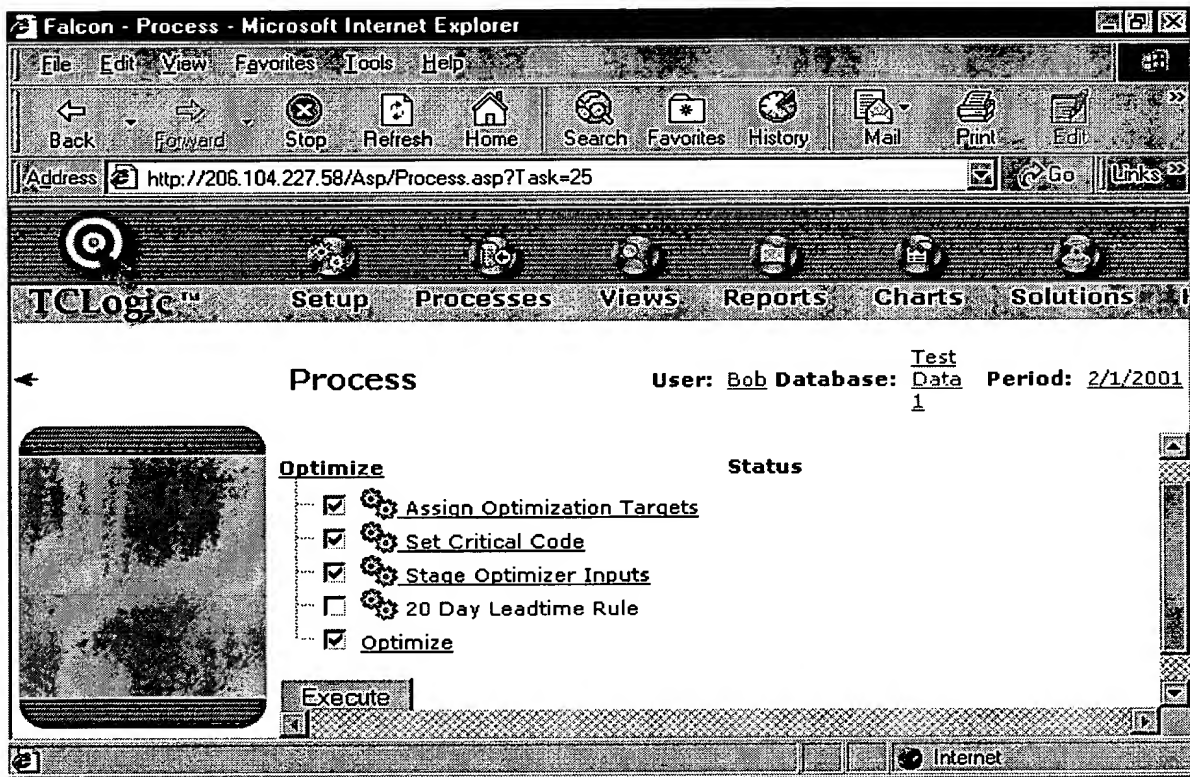 Falcon - Process - Microsoft Internet Explorer
File Edit View Favorites Tools Help
Back Forward Stop Refresh Home Search Favorites History Mail Print Edit
Address http://206.104.227.58/Asp/Process.asp?Task=25 Go Links
TCLogic™ Setup Processes Views Reports Charts Solutions
Process User: Bob Database: Test Data 1 Period: 2/1/2001
Optimize Status
Assign Optimization Targets
Set Critical Code
Stage Optimizer Inputs
20 Day Leadtime Rule
Optimize
Execute
Internet